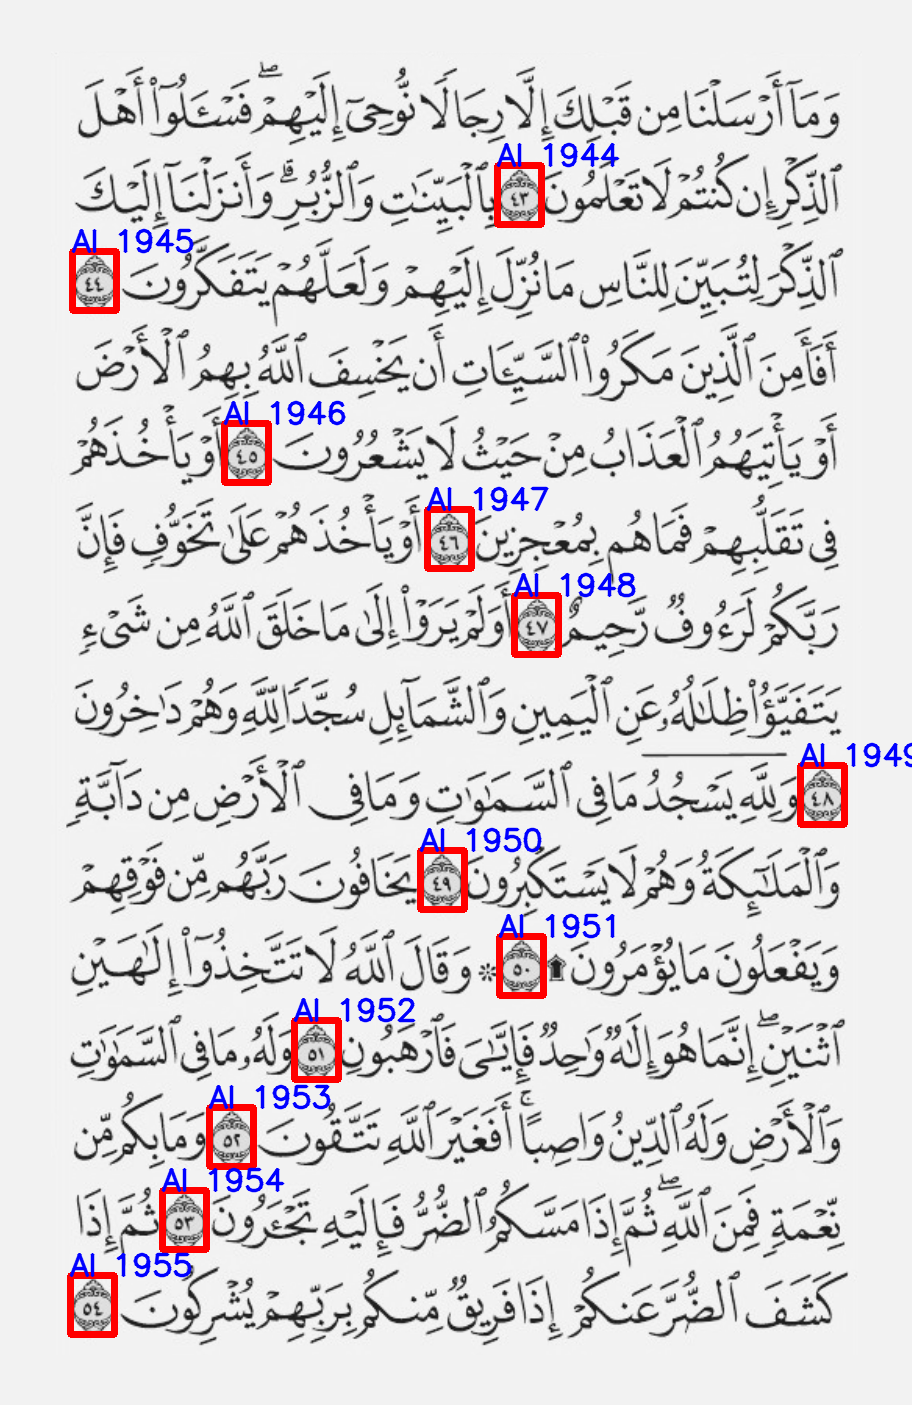 وَمَآ أَرْسَلْنَا مِن قَبْلِكَ إِلَّا رِجَالًا نُّوحِىٓ إِلَيْهِمْ ۖ فَسْـَٔلُوٓا۟ أَهْلَ
AI 1944
ٱلذِّكْرِ إِن كُنتُمْ لَا تَعْلَمُونَ ٤٣ بِٱلْبَيِّنَـٰتِ وَٱلزُّبُرِ ۗ وَأَنزَلْنَآ إِلَيْكَ
AI 1945
ٱلذِّكْرَ لِتُبَيِّنَ لِلنَّاسِ مَا نُزِّلَ إِلَيْهِمْ وَلَعَلَّهُمْ يَتَفَكَّرُونَ ٤٤
أَفَأَمِنَ ٱلَّذِينَ مَكَرُوا۟ ٱلسَّيِّـَٔاتِ أَن يَخْسِفَ ٱللَّهُ بِهِمُ ٱلْأَرْضَ
AI 1946
أَوْ يَأْتِيَهُمُ ٱلْعَذَابُ مِنْ حَيْثُ لَا يَشْعُرُونَ ٤٥ أَوْ يَأْخُذَهُمْ
AI 1947
فِى تَقَلُّبِهِمْ فَمَا هُم بِمُعْجِزِينَ ٤٦ أَوْ يَأْخُذَهُمْ عَلَىٰ تَخَوُّفٍ فَإِنَّ
AI 1948
رَبَّكُمْ لَرَءُوفٌ رَّحِيمٌ ٤٧ أَوَلَمْ يَرَوْا۟ إِلَىٰ مَا خَلَقَ ٱللَّهُ مِن شَىْءٍ
يَتَفَيَّؤُا۟ ظِلَـٰلُهُۥ عَنِ ٱلْيَمِينِ وَٱلشَّمَآئِلِ سُجَّدًا لِّلَّهِ وَهُمْ دَٰخِرُونَ
AI 1949
٤٨ وَلِلَّهِ يَسْجُدُ مَا فِى ٱلسَّمَـٰوَٰتِ وَمَا فِى ٱلْأَرْضِ مِن دَآبَّةٍ
AI 1950
وَٱلْمَلَـٰٓئِكَةُ وَهُمْ لَا يَسْتَكْبِرُونَ ٤٩ يَخَافُونَ رَبَّهُم مِّن فَوْقِهِمْ
AI 1951
وَيَفْعَلُونَ مَا يُؤْمَرُونَ ۩ ٥٠ ۞ وَقَالَ ٱللَّهُ لَا تَتَّخِذُوٓا۟ إِلَـٰهَيْنِ
AI 1952
ٱثْنَيْنِ ۖ إِنَّمَا هُوَ إِلَـٰهٌ وَٰحِدٌ فَإِيَّـٰىَ فَٱرْهَبُونِ ٥١ وَلَهُۥ مَا فِى ٱلسَّمَـٰوَٰتِ
AI 1953
وَٱلْأَرْضِ وَلَهُ ٱلدِّينُ وَاصِبًا ۚ أَفَغَيْرَ ٱللَّهِ تَتَّقُونَ ٥٢ وَمَا بِكُم مِّن
AI 1954
نِّعْمَةٍ فَمِنَ ٱللَّهِ ۖ ثُمَّ إِذَا مَسَّكُمُ ٱلضُّرُّ فَإِلَيْهِ تَجْـَٔرُونَ ٥٣ ثُمَّ إِذَا
AI 1955
كَشَفَ ٱلضُّرَّ عَنكُمْ إِذَا فَرِيقٌ مِّنكُم بِرَبِّهِمْ يُشْرِكُونَ ٥٤